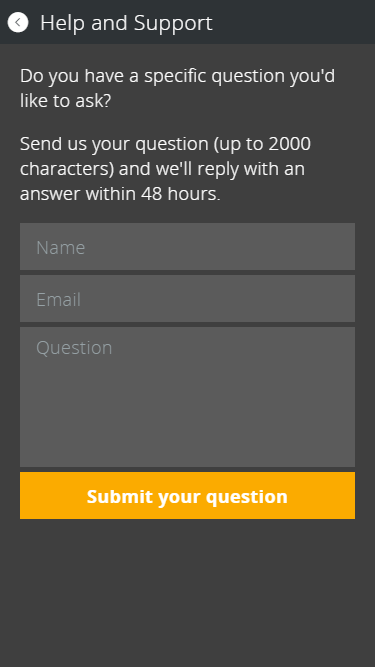 Help and Support
Do you have a specific question you'd
like to ask?
Send us your question (up to 2000
characters) and we'll reply with an
answer within 48 hours.
Name
Email
Question
Submit your question